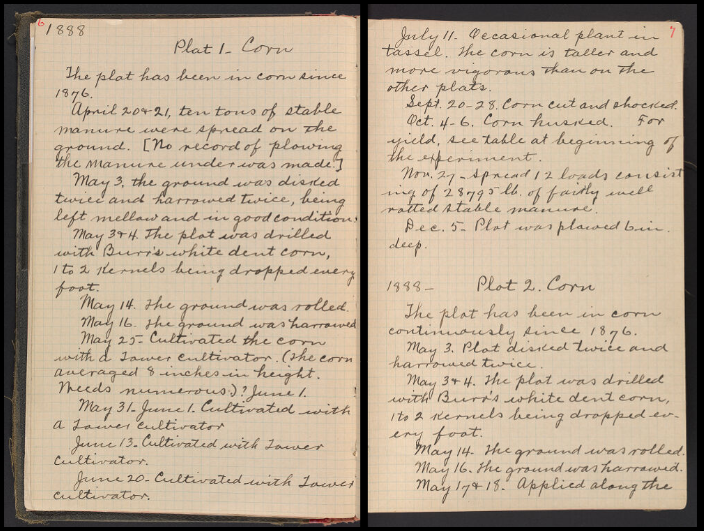 6
1888
Plat 1- Corn
The plat has been in corn since
1876.
April 20&21, ten tons of stable
manure were spread on the
ground. [No record of plowing
the manure under was made.]
May 3. the ground was disked
twice and harrowed twice, being
left mellow and in good condition.
May 3&4 The plot was drilled
with Burr's white dent corn,
1 to 2 Kernels being dropped every
foot.
May 14. The ground was rolled.
May 16. The ground was harrowed
May 25- Cultivated the corn
with a Tower cultivator. (The corn
averaged 8 inches in height.
Weeds numerous.)? June 1.
May 31-June 1. Cultivated with
a Tower cultivator
June 13-Cultivated with Tower
cultivator.
June 20-Cultivated with Tower
cultivator.
7
July 11- Occasional plant in
tassel. The corn is taller and
more vigorous than on the
other plats.
Sept. 20-28. Corn cut and shocked.
Oct. 4-6. Corn husked. For
yield, see table at beginning of
the experiment.
Nov. 27- Spread 12 loads consist
ing of 28795 lb. of fairly well
rotted stable manure.
Dec. 5- Plat was plowed 6 in.
deep.
1888- Plot 2. Corn
The plot has been in corn
continuously since 1876.
May 3. Plat disked twice and
harrowed twice.
May 3&4. The plot was drilled
with Burr's white dent corn,
1 to 2 kernels being dropped ev-
ery foot.
May 14- The ground was rolled.
May 16. The ground was harrowed.
May 17&18. Applied along the